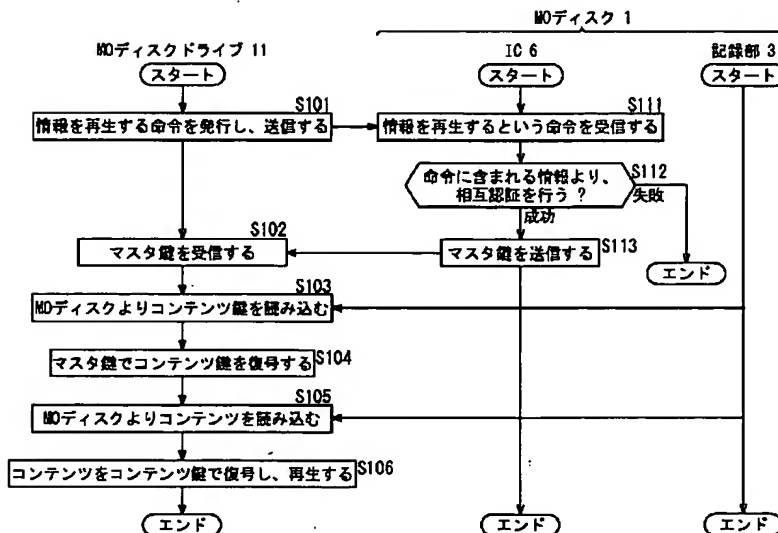 MOディスク 1
MOディスクドライブ 11
IC 6
記録部 3
スタート
スタート
スタート
S101
S111
情報を再生する命令を発行し、送信する
情報を再生するという命令を受信する
命令に含まれる情報より、
相互認証を行う ?
S112
失敗
成功
S102
マスタ鍵を受信する
マスタ鍵を送信する
S113
エンド
S103
MOディスクよりコンテンツ鍵を読み込む
マスタ鍵でコンテンツ鍵を復号する
S104
S105
MOディスクよりコンテンツを読み込む
コンテンツをコンテンツ鍵で復号し、再生する
S106
エンド
エンド
エンド